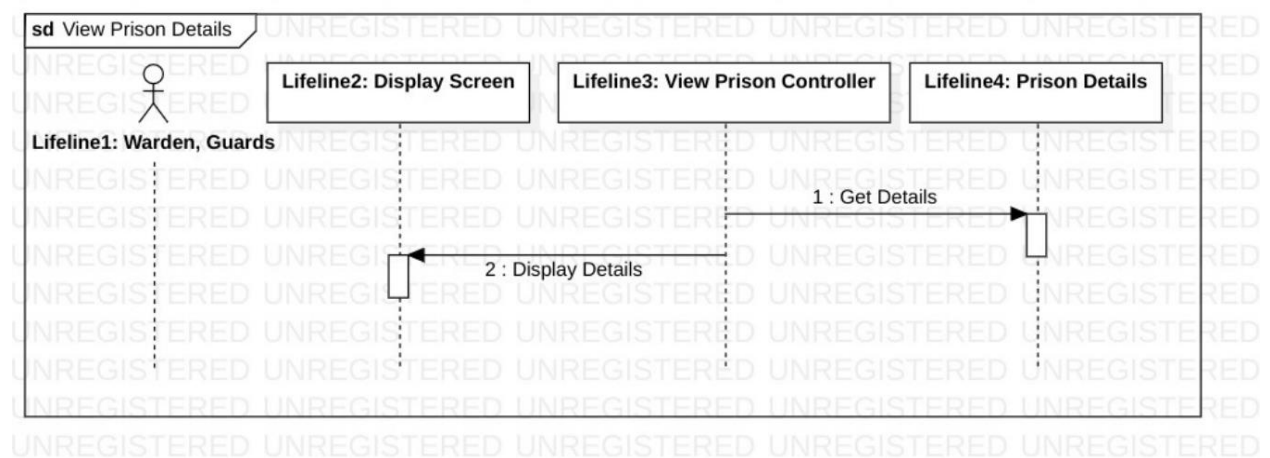 sd View Prison Details
Lifeline1: Warden, Guards
Lifeline2: Display Screen
Lifeline3: View Prison Controller
Lifeline4: Prison Details
1 : Get Details
2 : Display Details
UNREGISTERED UNREGISTERED UNREGISTERED UNREGISTERED UNREGISTERED